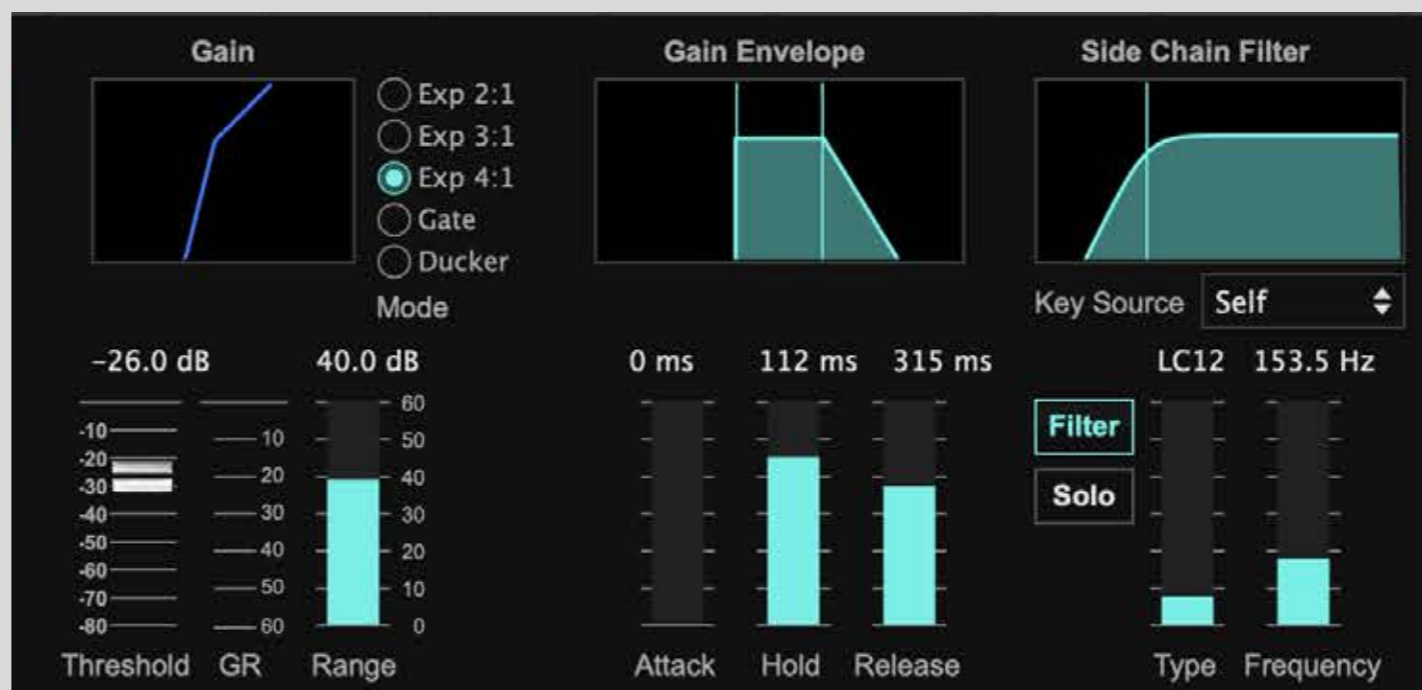 Gain
Gain Envelope
Side Chain Filter
Exp 2:1
Exp 3:1
Exp 4:1
Gate
Ducker
Mode
Key Source Self
-26.0 dB
40.0 dB
0 ms
112 ms
315 ms
LC12
153.5 Hz
-10
-20
-30
-40
-50
-60
-70
-80
10
20
30
40
50
60
60
50
40
30
20
10
0
Filter
Solo
Threshold
GR
Range
Attack
Hold
Release
Type
Frequency